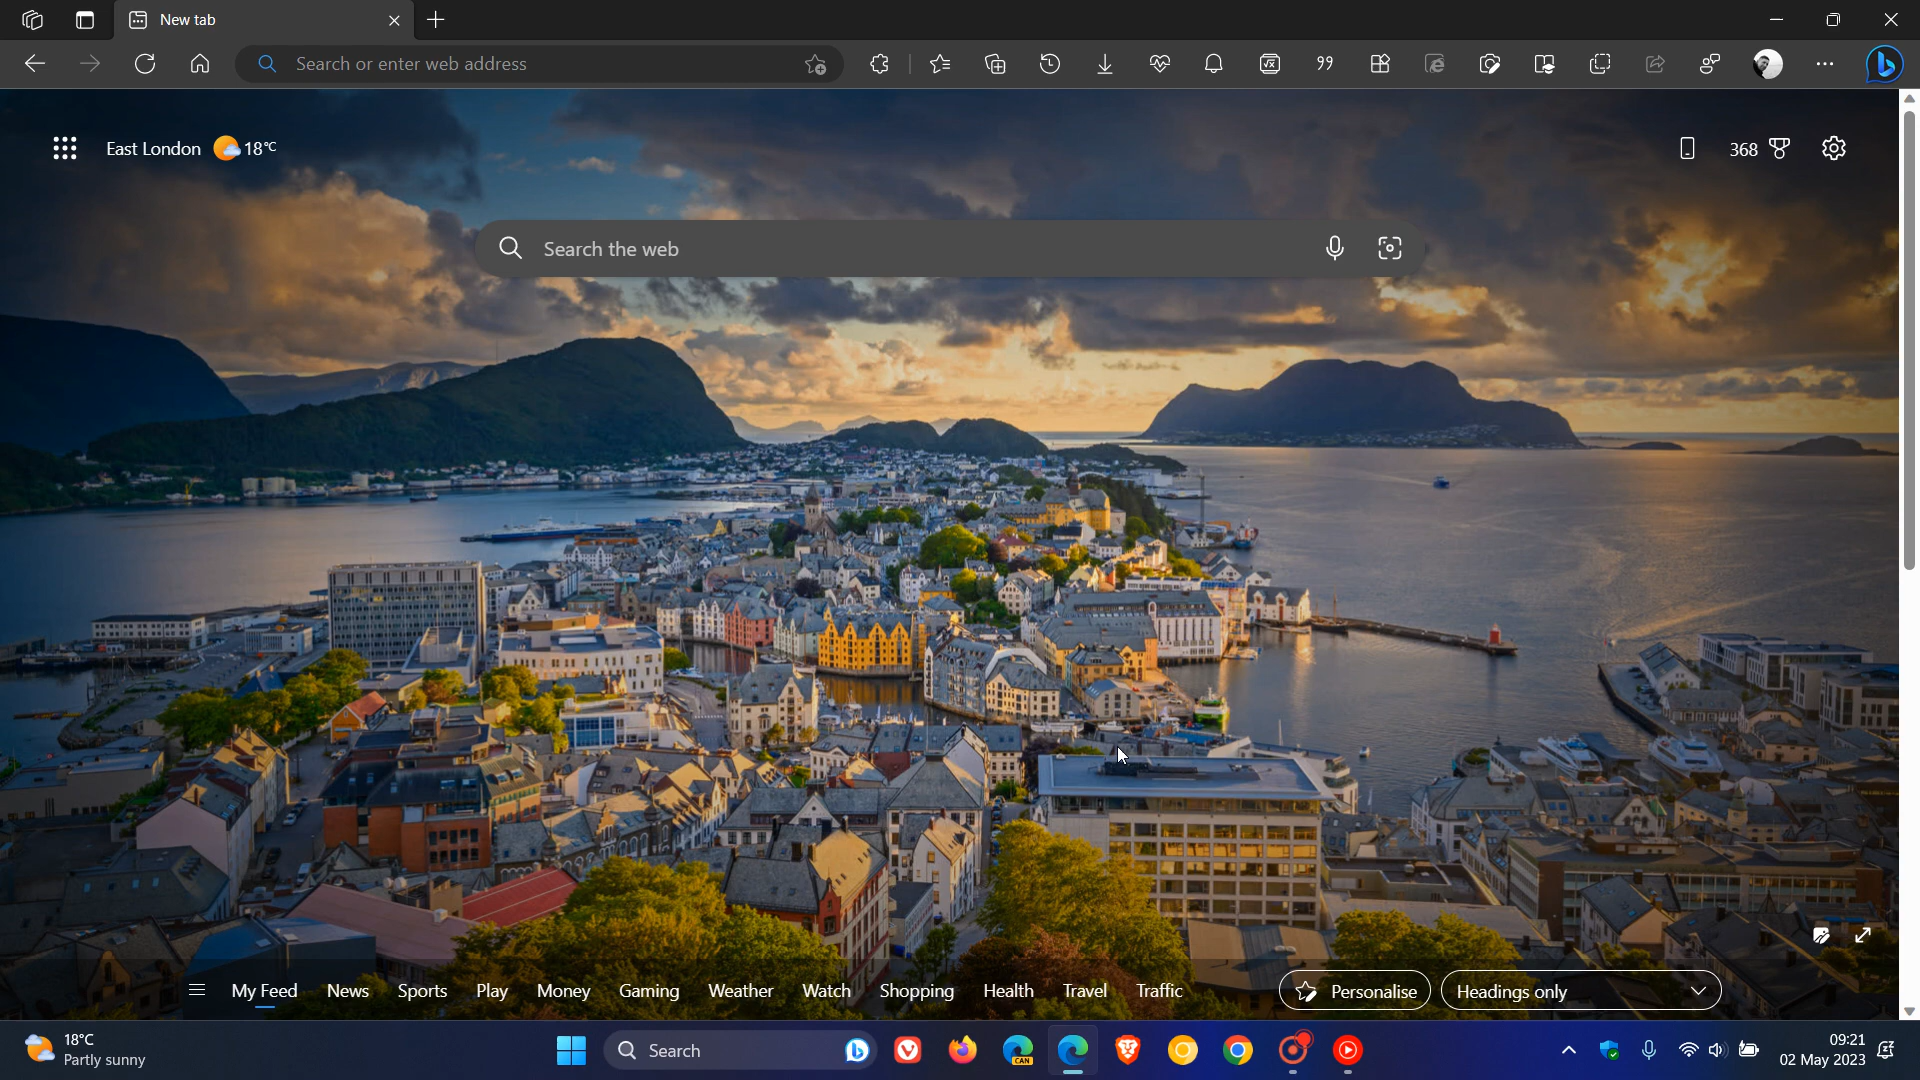 New tab
Search or enter web address
East London 18°C
368
Search the web
My Feed News Sports Play Money Gaming Weather Watch Shopping Health Travel Traffic
Personalise
Headings only
18°C
Partly sunny
Search
CAN
09:21
02 May 2023